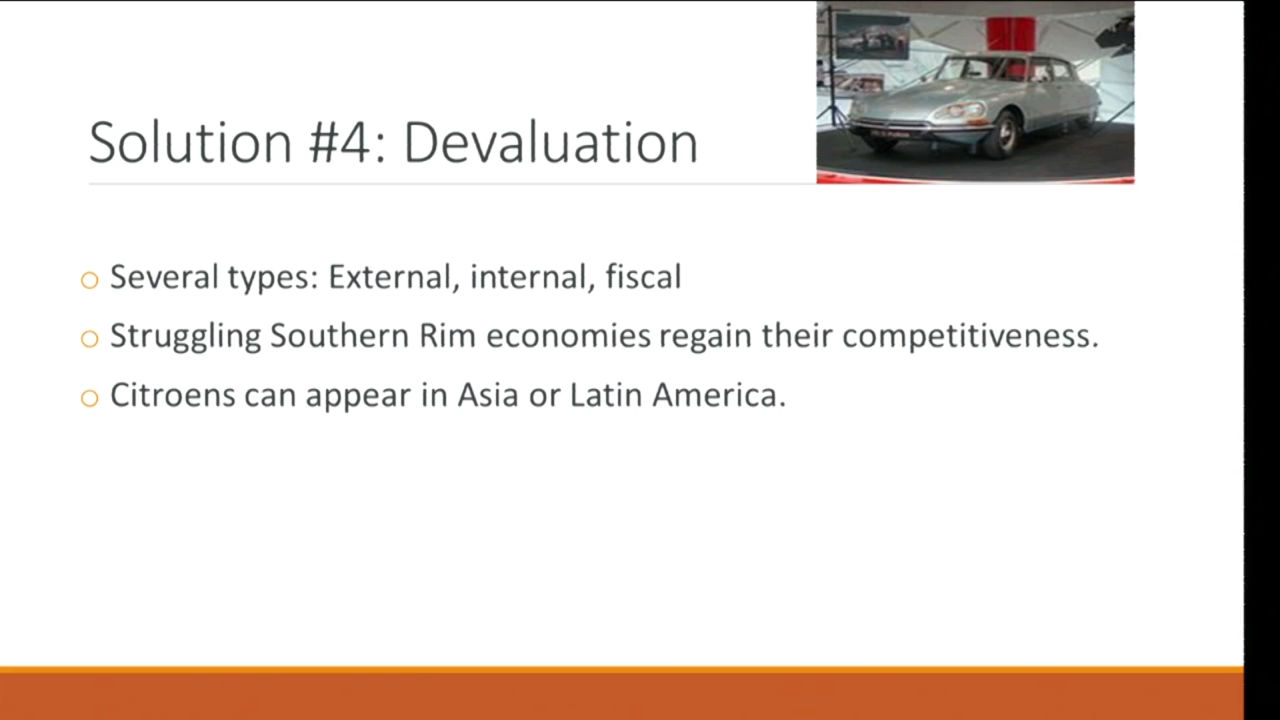 Solution #4: Devaluation
Several types: External, internal, fiscal
Struggling Southern Rim economies regain their competitiveness.
Citroens can appear in Asia or Latin America.